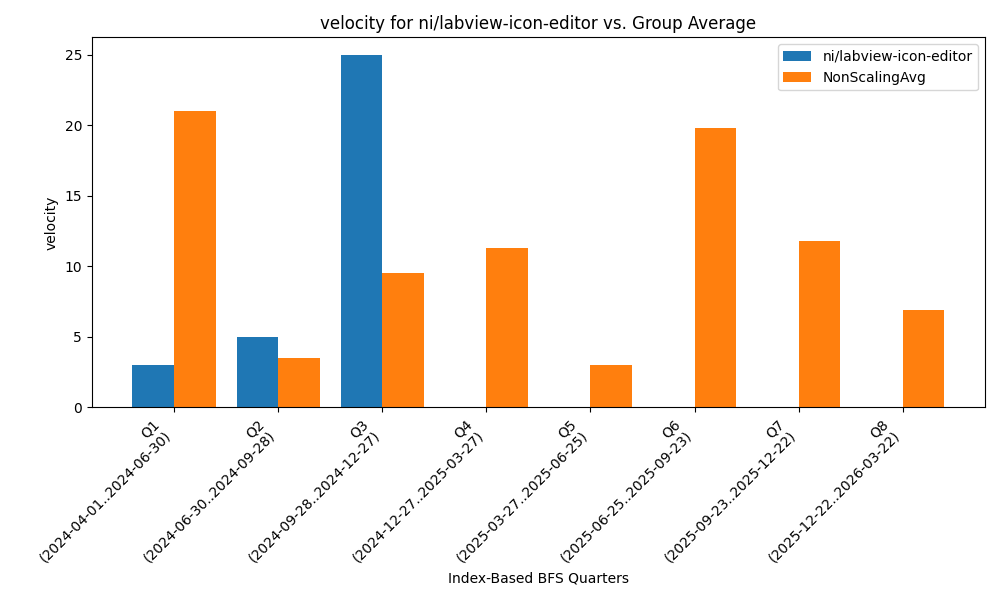 velocity for ni/labview-icon-editor vs. Group Average
ni/labview-icon-editor
NonScalingAvg
velocity
25
20
15
10
5
0
Q1
(2024-04-01..2024-06-30)
Q2
(2024-06-30..2024-09-28)
Q3
(2024-09-28..2024-12-27)
Q4
(2024-12-27..2025-03-27)
Q5
(2025-03-27..2025-06-25)
Q6
(2025-06-25..2025-09-23)
Q7
(2025-09-23..2025-12-22)
Q8
(2025-12-22..2026-03-22)
Index-Based BFS Quarters